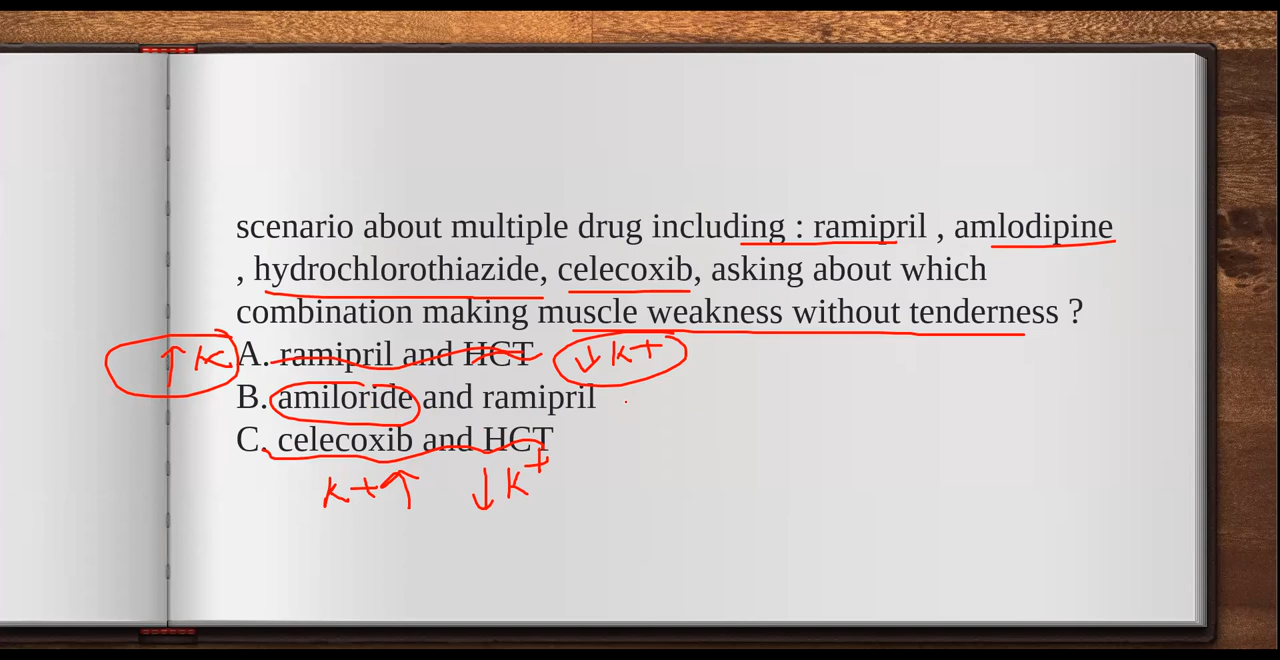 scenario about multiple drug including : ramipril , amlodipine
, hydrochlorothiazide, celecoxib, asking about which
combination making muscle weakness without tenderness ?
↑ K A. ramipril and HCT ↓ K+
B. amiloride and ramipril
C. celecoxib and HCT
K+ ↑ ↓ K+